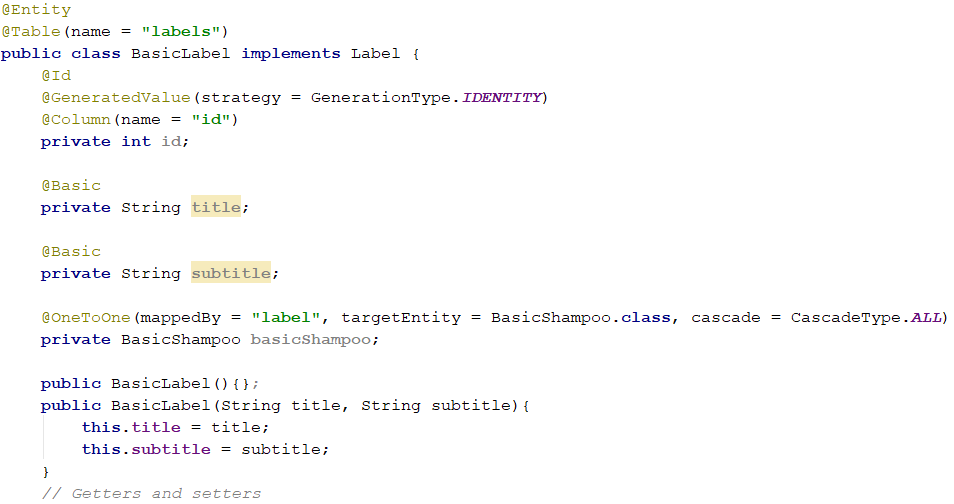 @Entity
@Table(name = "labels")
public class BasicLabel implements Label {
    @Id
    @GeneratedValue(strategy = GenerationType.IDENTITY)
    @Column(name = "id")
    private int id;

    @Basic
    private String title;

    @Basic
    private String subtitle;

    @OneToOne(mappedBy = "label", targetEntity = BasicShampoo.class, cascade = CascadeType.ALL)
    private BasicShampoo basicShampoo;

    public BasicLabel(){};
    public BasicLabel(String title, String subtitle){
        this.title = title;
        this.subtitle = subtitle;
    }
    // Getters and setters